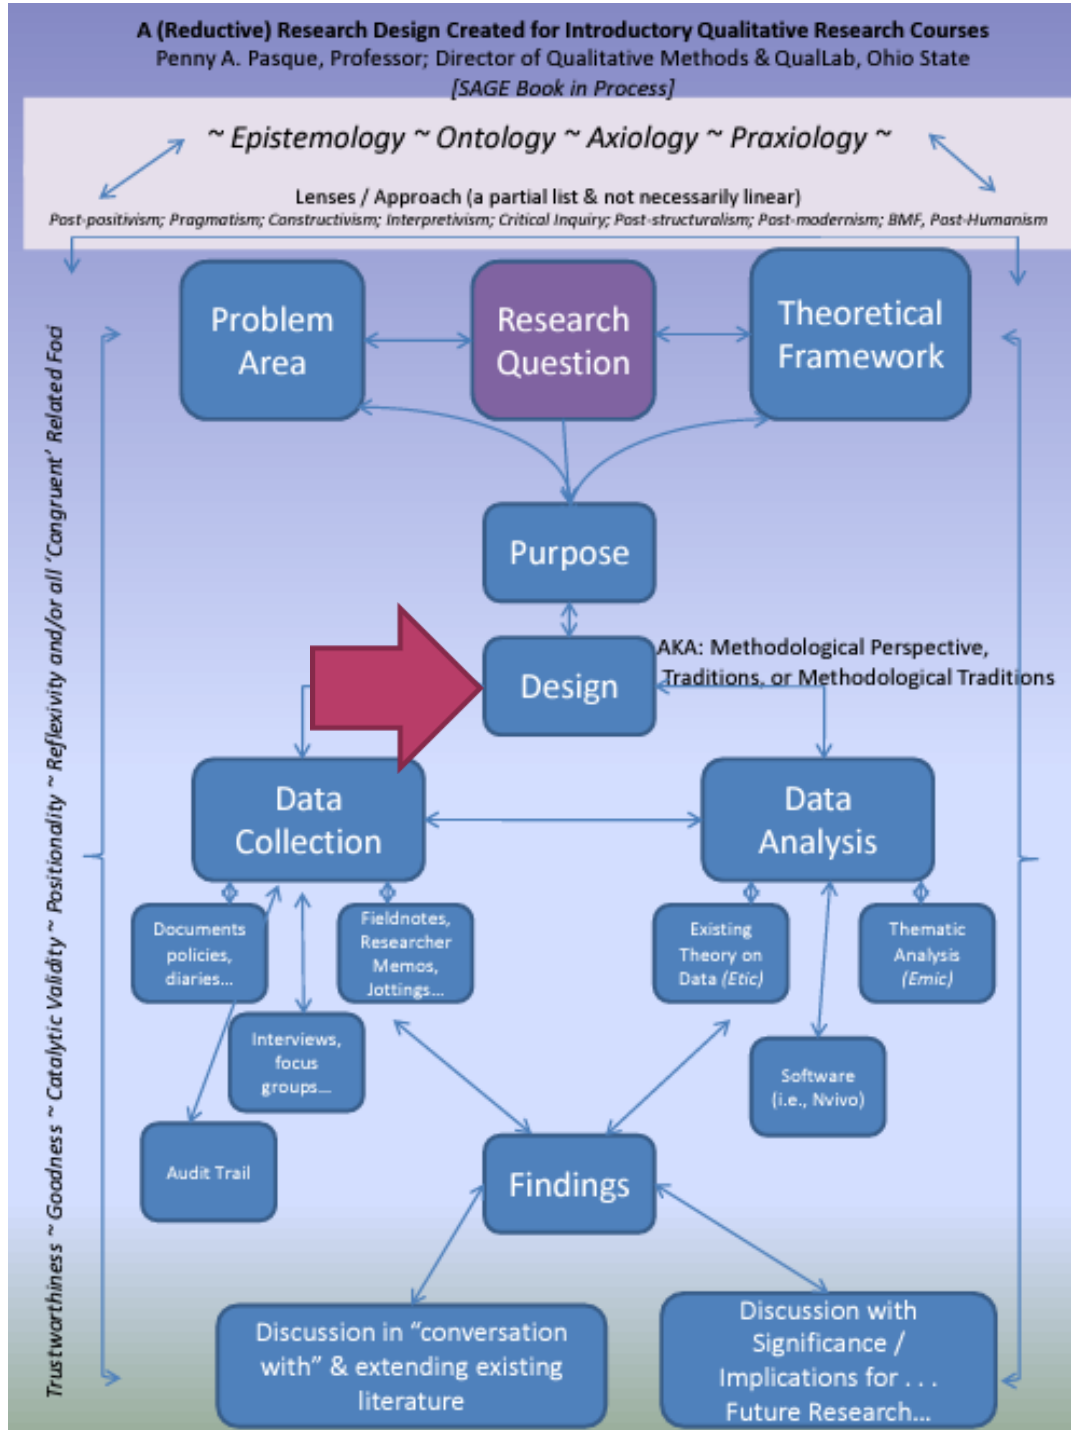 A (Reductive) Research Design Created for Introductory Qualitative Research Courses
Penny A. Pasque, Professor; Director of Qualitative Methods & QualLab, Ohio State
[SAGE Book in Process]
~ Epistemology ~ Ontology ~ Axiology ~ Praxiology ~
Lenses / Approach (a partial list & not necessarily linear)
Post-positivism; Pragmatism; Constructivism; Interpretivism; Critical Inquiry; Post-structuralism; Post-modernism; BMF, Post-Humanism
Problem
Area
Research
Question
Theoretical
Framework
Purpose
Design
AKA: Methodological Perspective,
Traditions, or Methodological Traditions
Data
Collection
Data
Analysis
Documents
policies,
diaries...
Fieldnotes,
Researcher
Memos,
Jottings...
Existing
Theory on
Data (Etic)
Thematic
Analysis
(Emic)
Interviews,
focus
groups...
Software
(i.e., Nvivo)
Audit Trail
Findings
Discussion in “conversation
with” & extending existing
literature
Discussion with
Significance /
Implications for . . .
Future Research...
Trustworthiness ~ Goodness ~ Catalytic Validity ~ Positionality ~ Reflexivity and/or all ‘Congruent’ Related Foci